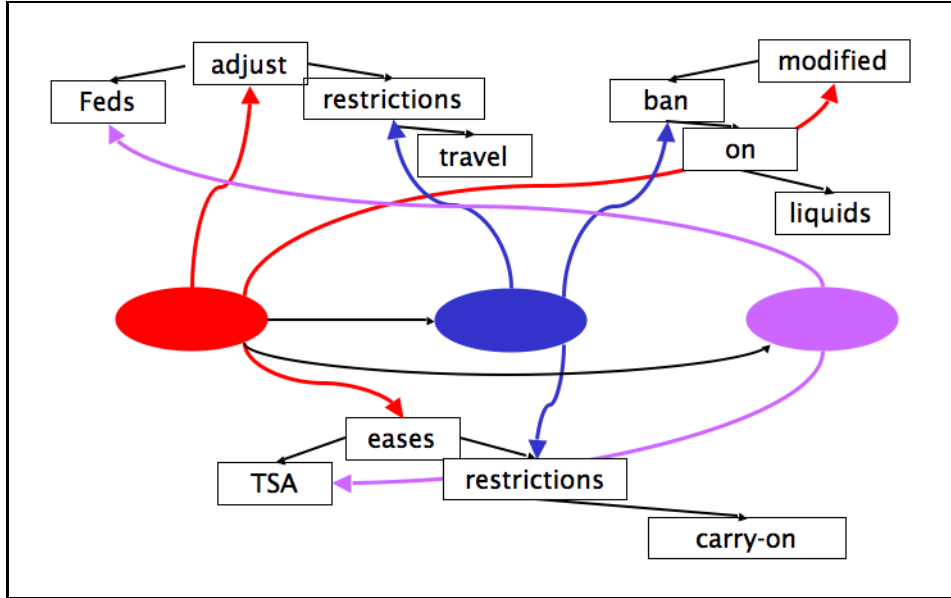 adjust
modified
Feds
restrictions
ban
travel
on
liquids
eases
TSA
restrictions
carry-on